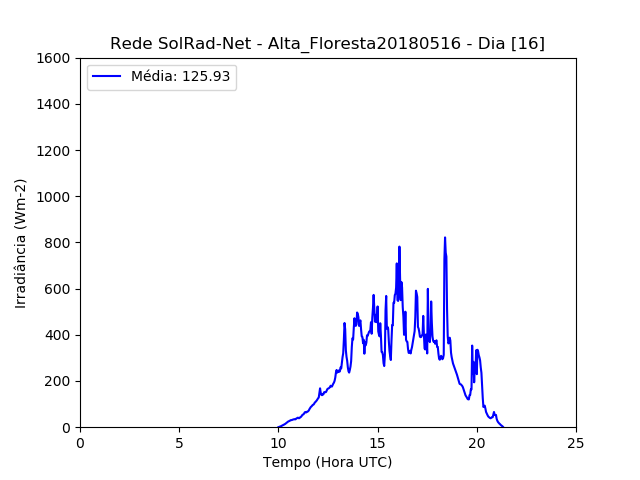 Rede SolRad-Net - Alta_Floresta20180516 - Dia [16]
Média: 125.93
Irradiância (Wm-2)
1600
1400
1200
1000
800
600
400
200
0
0 5 10 15 20 25
Tempo (Hora UTC)